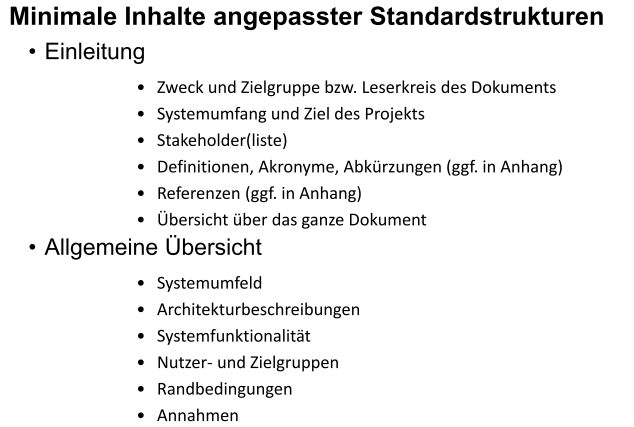 Minimale Inhalte angepasster Standardstrukturen
• Einleitung
• Zweck und Zielgruppe bzw. Leserkreis des Dokuments
• Systemumfang und Ziel des Projekts
• Stakeholder(liste)
• Definitionen, Akronyme, Abkürzungen (ggf. in Anhang)
• Referenzen (ggf. in Anhang)
• Übersicht über das ganze Dokument
• Allgemeine Übersicht
• Systemumfeld
• Architekturbeschreibungen
• Systemfunktionalität
• Nutzer- und Zielgruppen
• Randbedingungen
• Annahmen